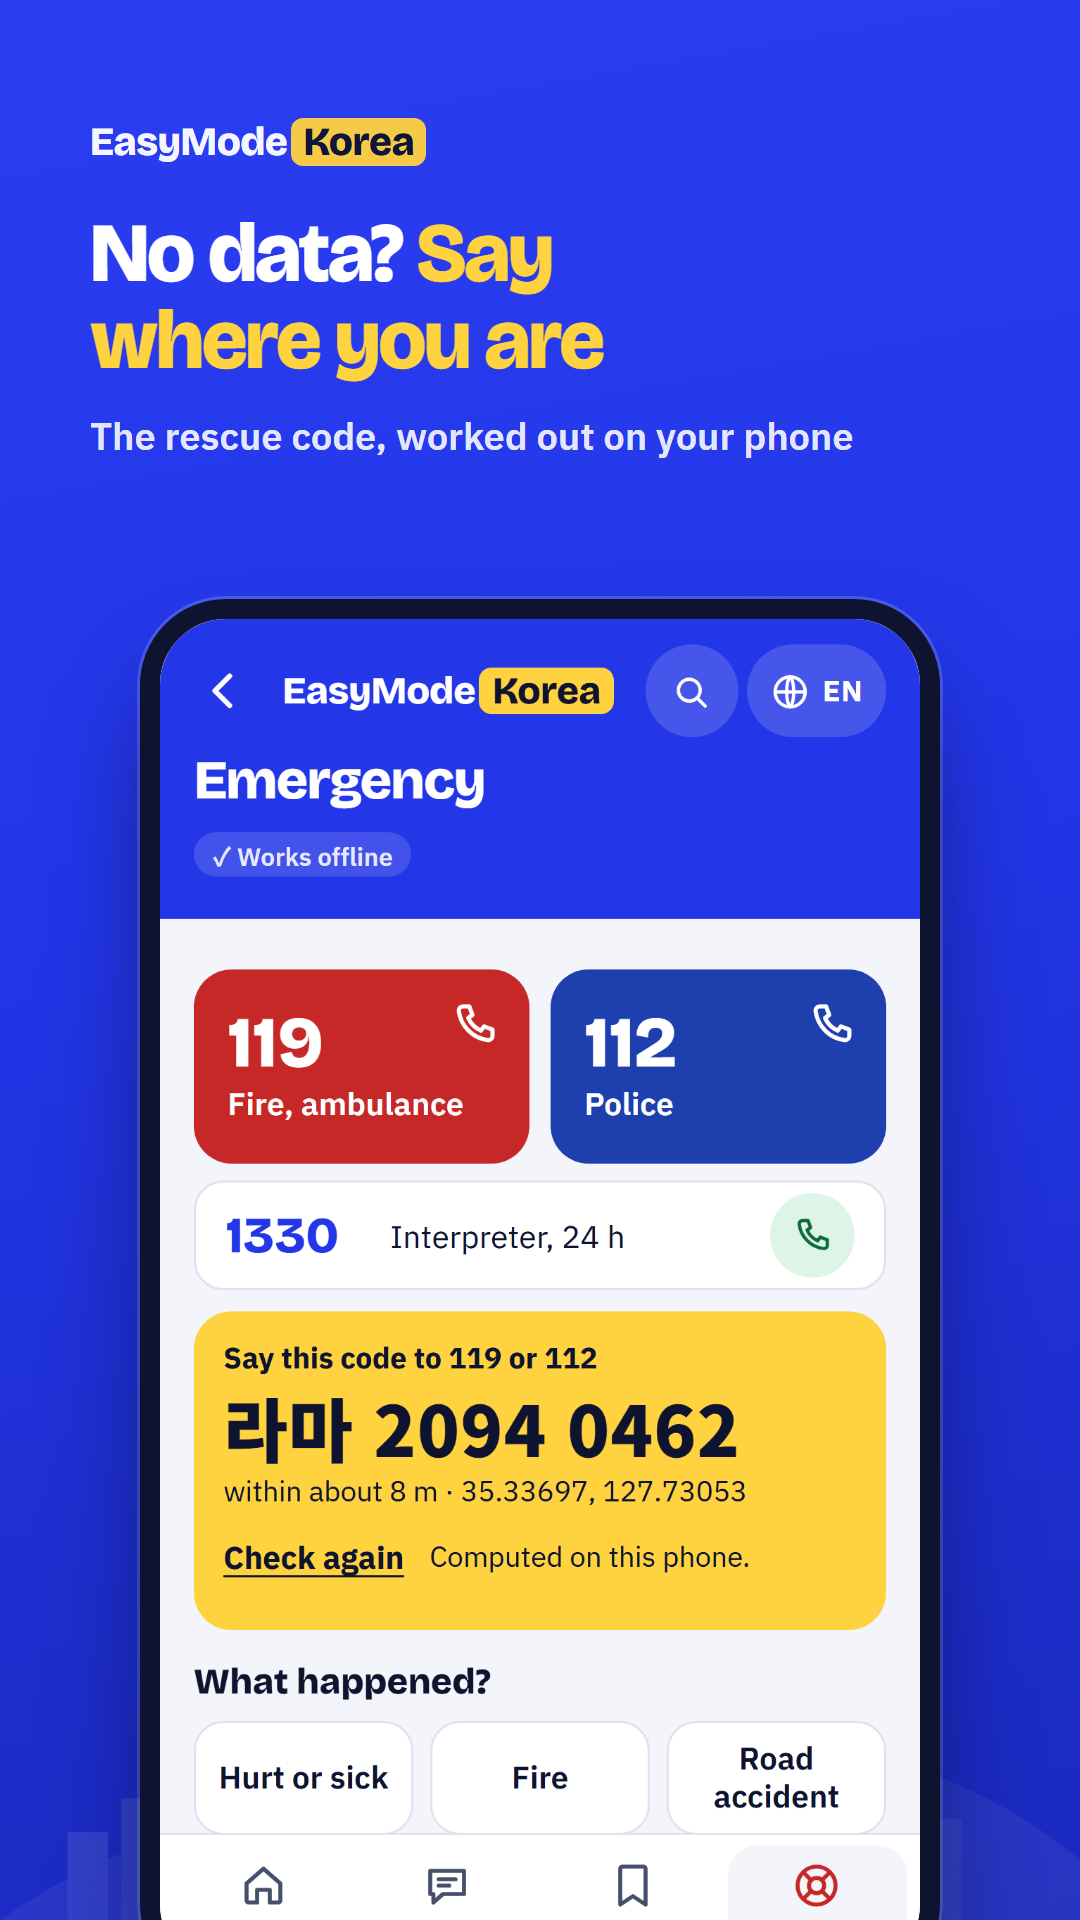 EasyMode Korea
No data? Say
where you are
The rescue code, worked out on your phone
EasyMode Korea
EN
Emergency
✓ Works offline
119
Fire, ambulance
112
Police
1330 Interpreter, 24 h
Say this code to 119 or 112
라마 2094 0462
within about 8 m · 35.33697, 127.73053
Check again Computed on this phone.
What happened?
Hurt or sick
Fire
Road
accident